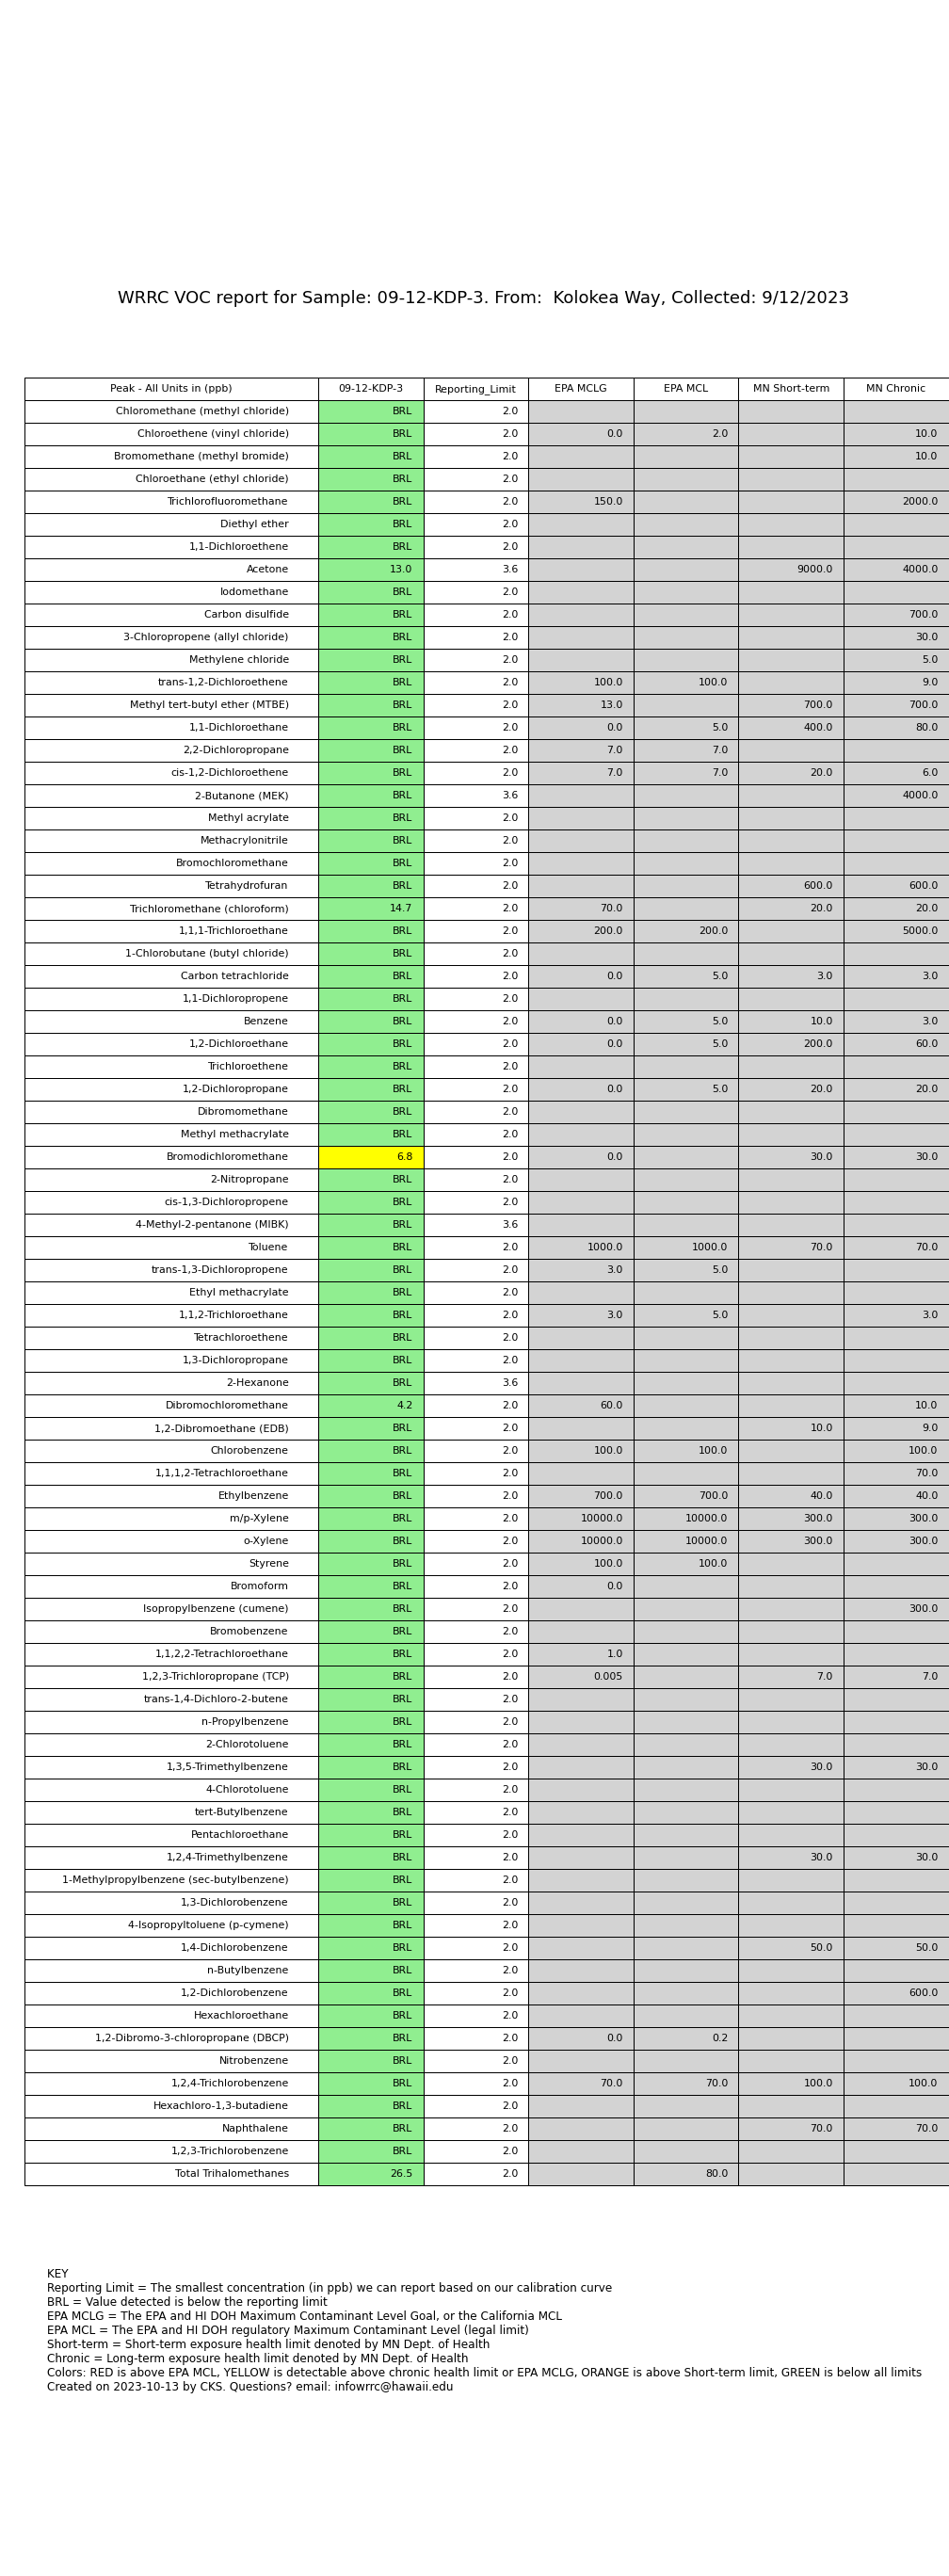 WRRC VOC report for Sample: 09-12-KDP-3. From:  Kolokea Way, Collected: 9/12/2023
Peak - All Units in (ppb) 09-12-KDP-3 Reporting_Limit EPA MCLG EPA MCL MN Short-term MN Chronic
Chloromethane (methyl chloride) BRL 2.0
Chloroethene (vinyl chloride) BRL 2.0 0.0 2.0 10.0
Bromomethane (methyl bromide) BRL 2.0 10.0
Chloroethane (ethyl chloride) BRL 2.0
Trichlorofluoromethane BRL 2.0 150.0 2000.0
Diethyl ether BRL 2.0
1,1-Dichloroethene BRL 2.0
Acetone 13.0 3.6 9000.0 4000.0
Iodomethane BRL 2.0
Carbon disulfide BRL 2.0 700.0
3-Chloropropene (allyl chloride) BRL 2.0 30.0
Methylene chloride BRL 2.0 5.0
trans-1,2-Dichloroethene BRL 2.0 100.0 100.0 9.0
Methyl tert-butyl ether (MTBE) BRL 2.0 13.0 700.0 700.0
1,1-Dichloroethane BRL 2.0 0.0 5.0 400.0 80.0
2,2-Dichloropropane BRL 2.0 7.0 7.0
cis-1,2-Dichloroethene BRL 2.0 7.0 7.0 20.0 6.0
2-Butanone (MEK) BRL 3.6 4000.0
Methyl acrylate BRL 2.0
Methacrylonitrile BRL 2.0
Bromochloromethane BRL 2.0
Tetrahydrofuran BRL 2.0 600.0 600.0
Trichloromethane (chloroform) 14.7 2.0 70.0 20.0 20.0
1,1,1-Trichloroethane BRL 2.0 200.0 200.0 5000.0
1-Chlorobutane (butyl chloride) BRL 2.0
Carbon tetrachloride BRL 2.0 0.0 5.0 3.0 3.0
1,1-Dichloropropene BRL 2.0
Benzene BRL 2.0 0.0 5.0 10.0 3.0
1,2-Dichloroethane BRL 2.0 0.0 5.0 200.0 60.0
Trichloroethene BRL 2.0
1,2-Dichloropropane BRL 2.0 0.0 5.0 20.0 20.0
Dibromomethane BRL 2.0
Methyl methacrylate BRL 2.0
Bromodichloromethane 6.8 2.0 0.0 30.0 30.0
2-Nitropropane BRL 2.0
cis-1,3-Dichloropropene BRL 2.0
4-Methyl-2-pentanone (MIBK) BRL 3.6
Toluene BRL 2.0 1000.0 1000.0 70.0 70.0
trans-1,3-Dichloropropene BRL 2.0 3.0 5.0
Ethyl methacrylate BRL 2.0
1,1,2-Trichloroethane BRL 2.0 3.0 5.0 3.0
Tetrachloroethene BRL 2.0
1,3-Dichloropropane BRL 2.0
2-Hexanone BRL 3.6
Dibromochloromethane 4.2 2.0 60.0 10.0
1,2-Dibromoethane (EDB) BRL 2.0 10.0 9.0
Chlorobenzene BRL 2.0 100.0 100.0 100.0
1,1,1,2-Tetrachloroethane BRL 2.0 70.0
Ethylbenzene BRL 2.0 700.0 700.0 40.0 40.0
m/p-Xylene BRL 2.0 10000.0 10000.0 300.0 300.0
o-Xylene BRL 2.0 10000.0 10000.0 300.0 300.0
Styrene BRL 2.0 100.0 100.0
Bromoform BRL 2.0 0.0
Isopropylbenzene (cumene) BRL 2.0 300.0
Bromobenzene BRL 2.0
1,1,2,2-Tetrachloroethane BRL 2.0 1.0
1,2,3-Trichloropropane (TCP) BRL 2.0 0.005 7.0 7.0
trans-1,4-Dichloro-2-butene BRL 2.0
n-Propylbenzene BRL 2.0
2-Chlorotoluene BRL 2.0
1,3,5-Trimethylbenzene BRL 2.0 30.0 30.0
4-Chlorotoluene BRL 2.0
tert-Butylbenzene BRL 2.0
Pentachloroethane BRL 2.0
1,2,4-Trimethylbenzene BRL 2.0 30.0 30.0
1-Methylpropylbenzene (sec-butylbenzene) BRL 2.0
1,3-Dichlorobenzene BRL 2.0
4-Isopropyltoluene (p-cymene) BRL 2.0
1,4-Dichlorobenzene BRL 2.0 50.0 50.0
n-Butylbenzene BRL 2.0
1,2-Dichlorobenzene BRL 2.0 600.0
Hexachloroethane BRL 2.0
1,2-Dibromo-3-chloropropane (DBCP) BRL 2.0 0.0 0.2
Nitrobenzene BRL 2.0
1,2,4-Trichlorobenzene BRL 2.0 70.0 70.0 100.0 100.0
Hexachloro-1,3-butadiene BRL 2.0
Naphthalene BRL 2.0 70.0 70.0
1,2,3-Trichlorobenzene BRL 2.0
Total Trihalomethanes 26.5 2.0 80.0
KEY
Reporting Limit = The smallest concentration (in ppb) we can report based on our calibration curve
BRL = Value detected is below the reporting limit
EPA MCLG = The EPA and HI DOH Maximum Contaminant Level Goal, or the California MCL
EPA MCL = The EPA and HI DOH regulatory Maximum Contaminant Level (legal limit)
Short-term = Short-term exposure health limit denoted by MN Dept. of Health
Chronic = Long-term exposure health limit denoted by MN Dept. of Health
Colors: RED is above EPA MCL, YELLOW is detectable above chronic health limit or EPA MCLG, ORANGE is above Short-term limit, GREEN is below all limits
Created on 2023-10-13 by CKS. Questions? email: infowrrc@hawaii.edu